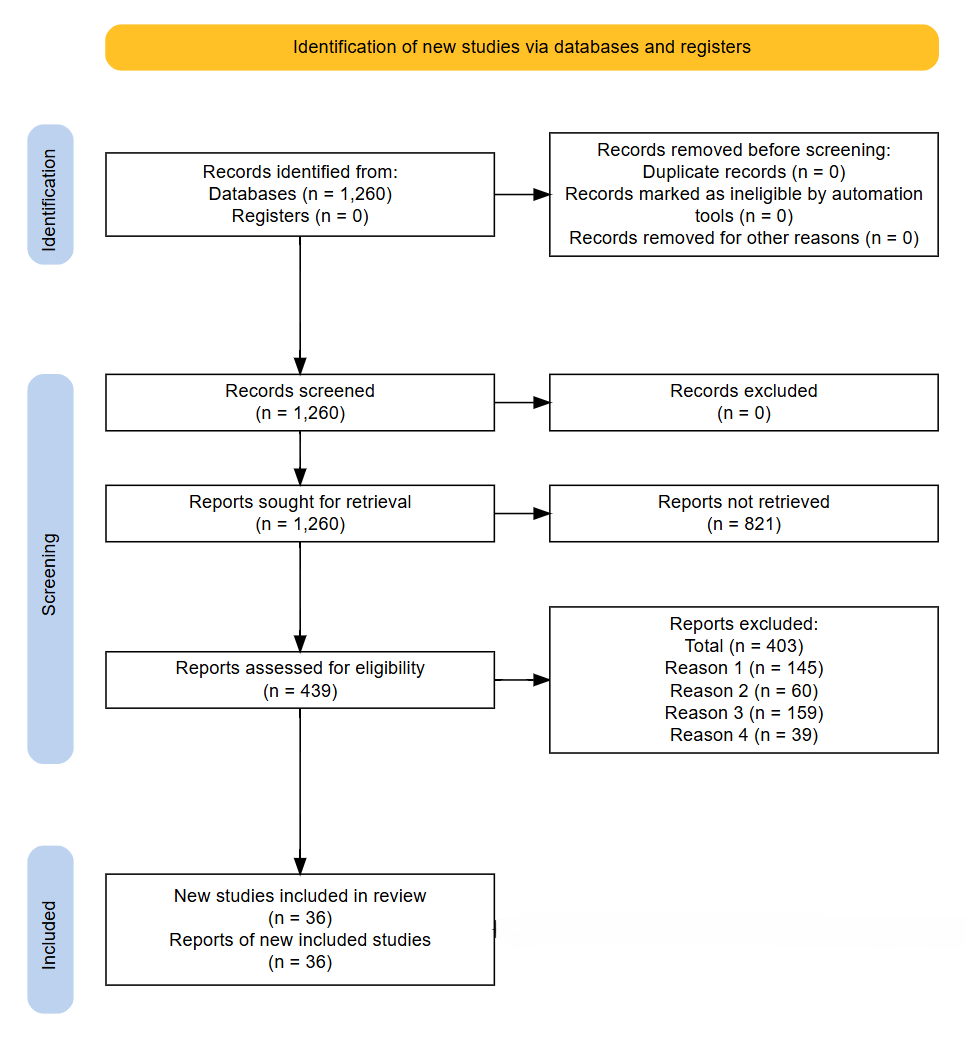 Identification of new studies via databases and registers
Identification
Records identified from:
Databases (n = 1,260)
Registers (n = 0)
Records removed before screening:
Duplicate records (n = 0)
Records marked as ineligible by automation
tools (n = 0)
Records removed for other reasons (n = 0)
Screening
Records screened
(n = 1,260)
Records excluded
(n = 0)
Reports sought for retrieval
(n = 1,260)
Reports not retrieved
(n = 821)
Reports assessed for eligibility
(n = 439)
Reports excluded:
Total (n = 403)
Reason 1 (n = 145)
Reason 2 (n = 60)
Reason 3 (n = 159)
Reason 4 (n = 39)
Included
New studies included in review
(n = 36)
Reports of new included studies
(n = 36)